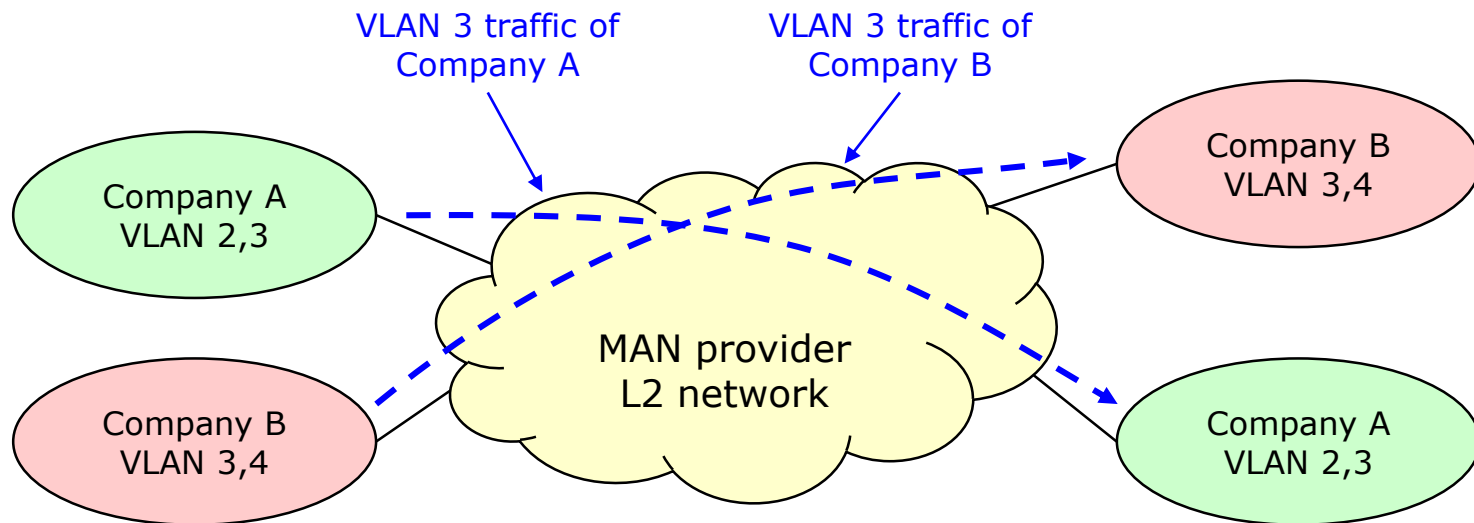 VLAN 3 traffic of
Company A
VLAN 3 traffic of
Company B
Company A
VLAN 2,3
Company B
VLAN 3,4
MAN provider
L2 network
Company B
VLAN 3,4
Company A
VLAN 2,3